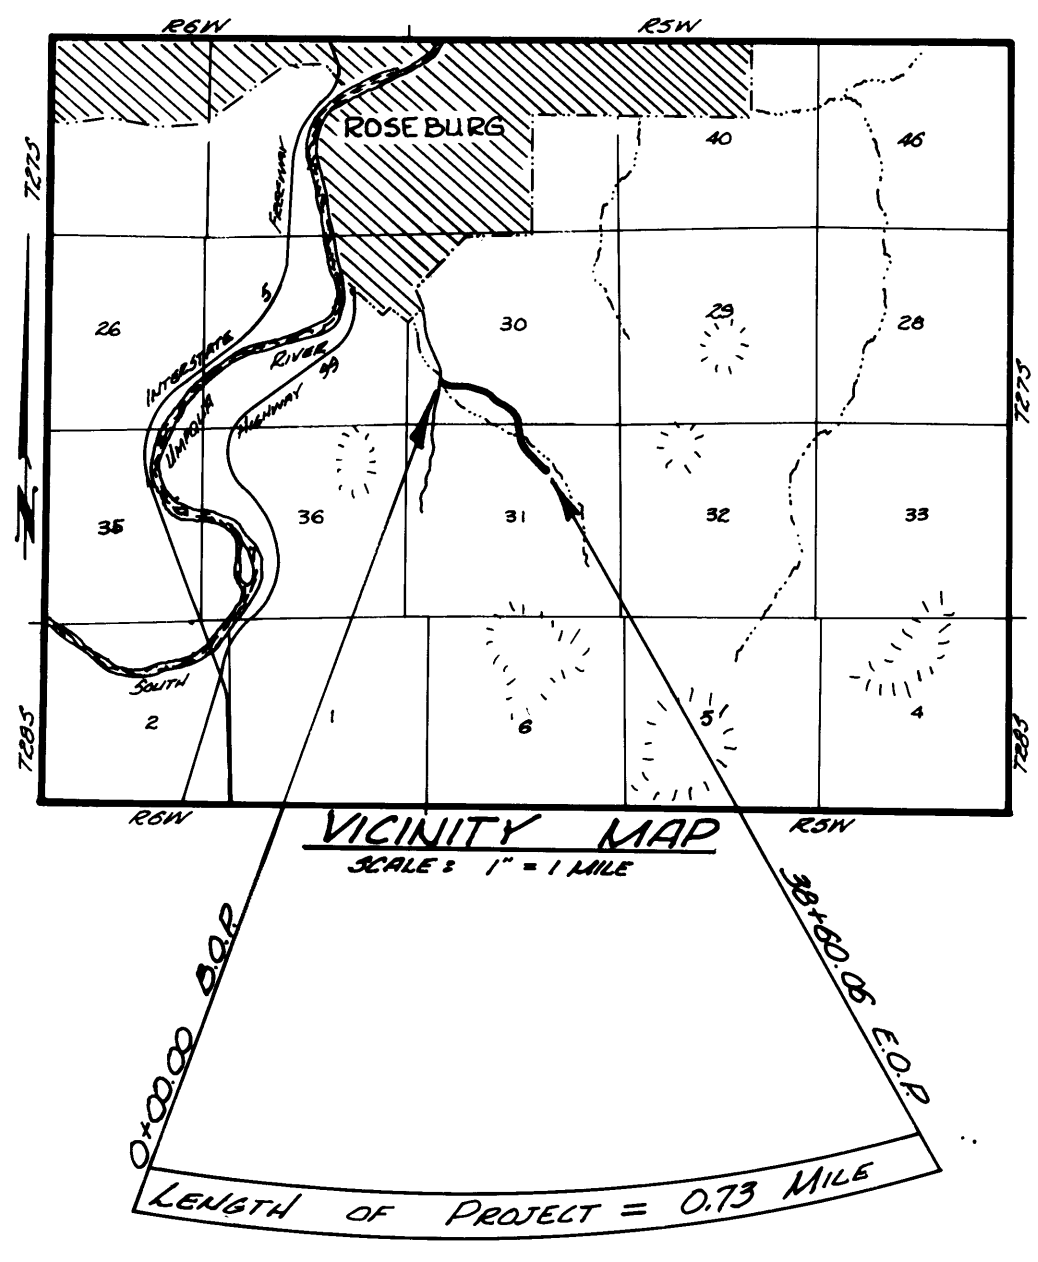 R6W R5W
ROSEBURG
40 46
T27S
FREEWAY
5
26 30 29 28
INTERSTATE
RIVER
99
HIGHWAY
UMPQUA
T27S
N
35 36 31 32 33
SOUTH
2 1 6 5 4
T28S T28S
R6W R5W
VICINITY MAP
SCALE: 1" = 1 MILE
0+00.00 B.O.P.
38+60.06 E.O.P.
LENGTH OF PROJECT = 0.73 MILE